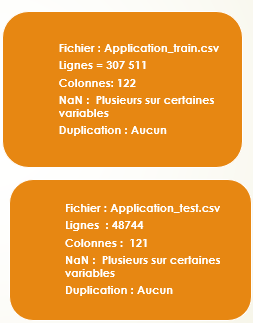 Fichier : Application_train.csv
Lignes = 307 511
Colonnes: 122
NaN :  Plusieurs sur certaines
variables
Duplication : Aucun
Fichier : Application_test.csv
Lignes  : 48744
Colonnes :  121
NaN :  Plusieurs sur certaines
variables
Duplication : Aucun